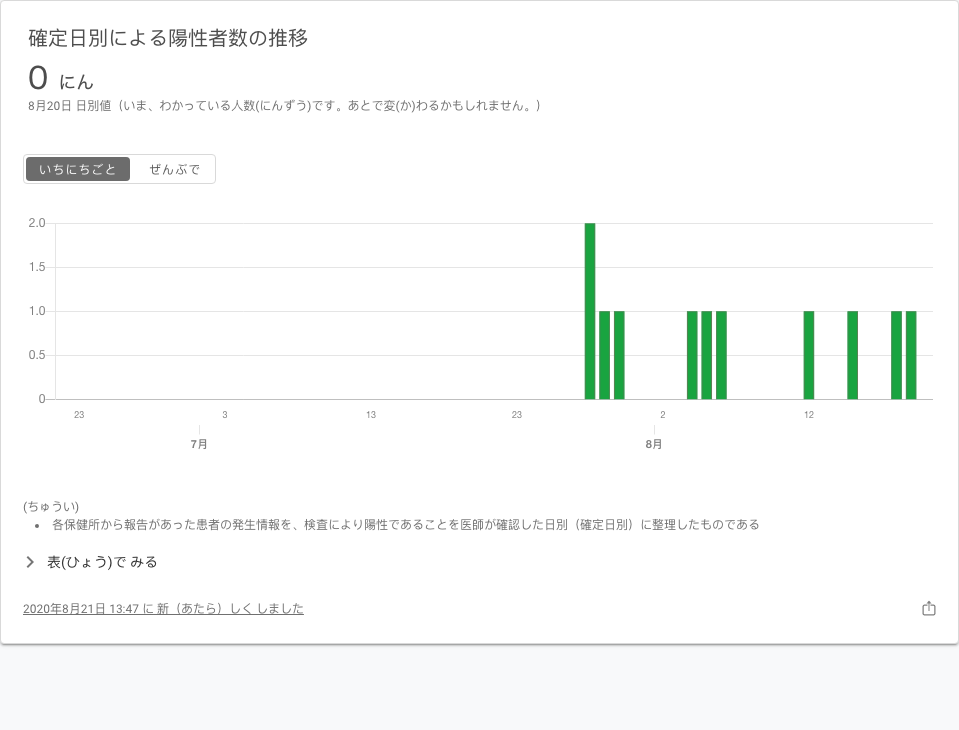 確定日別による陽性者数の推移
0 にん
8月20日 日別値（いま、わかっている人数(にんずう)です。あとで変(か)わるかもしれません。）
いちにちごと ぜんぶで
2.0
1.5
1.0
0.5
0
23 3 13 23 2 12
7月 8月
(ちゅうい)
• 各保健所から報告があった患者の発生情報を、検査により陽性であることを医師が確認した日別（確定日別）に整理したものである
表(ひょう)で みる
2020年8月21日 13:47 に 新（あたら）しく しました